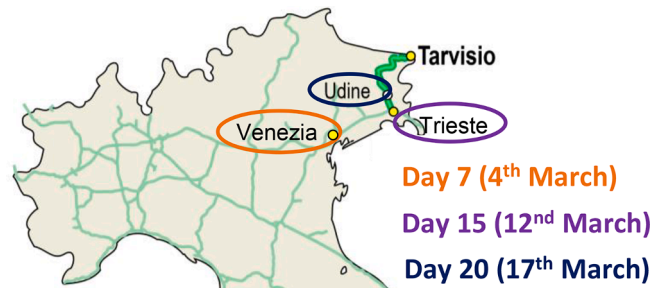 Tarvisio
Udine
Venezia
Trieste
Day 7 (4th March)
Day 15 (12nd March)
Day 20 (17th March)